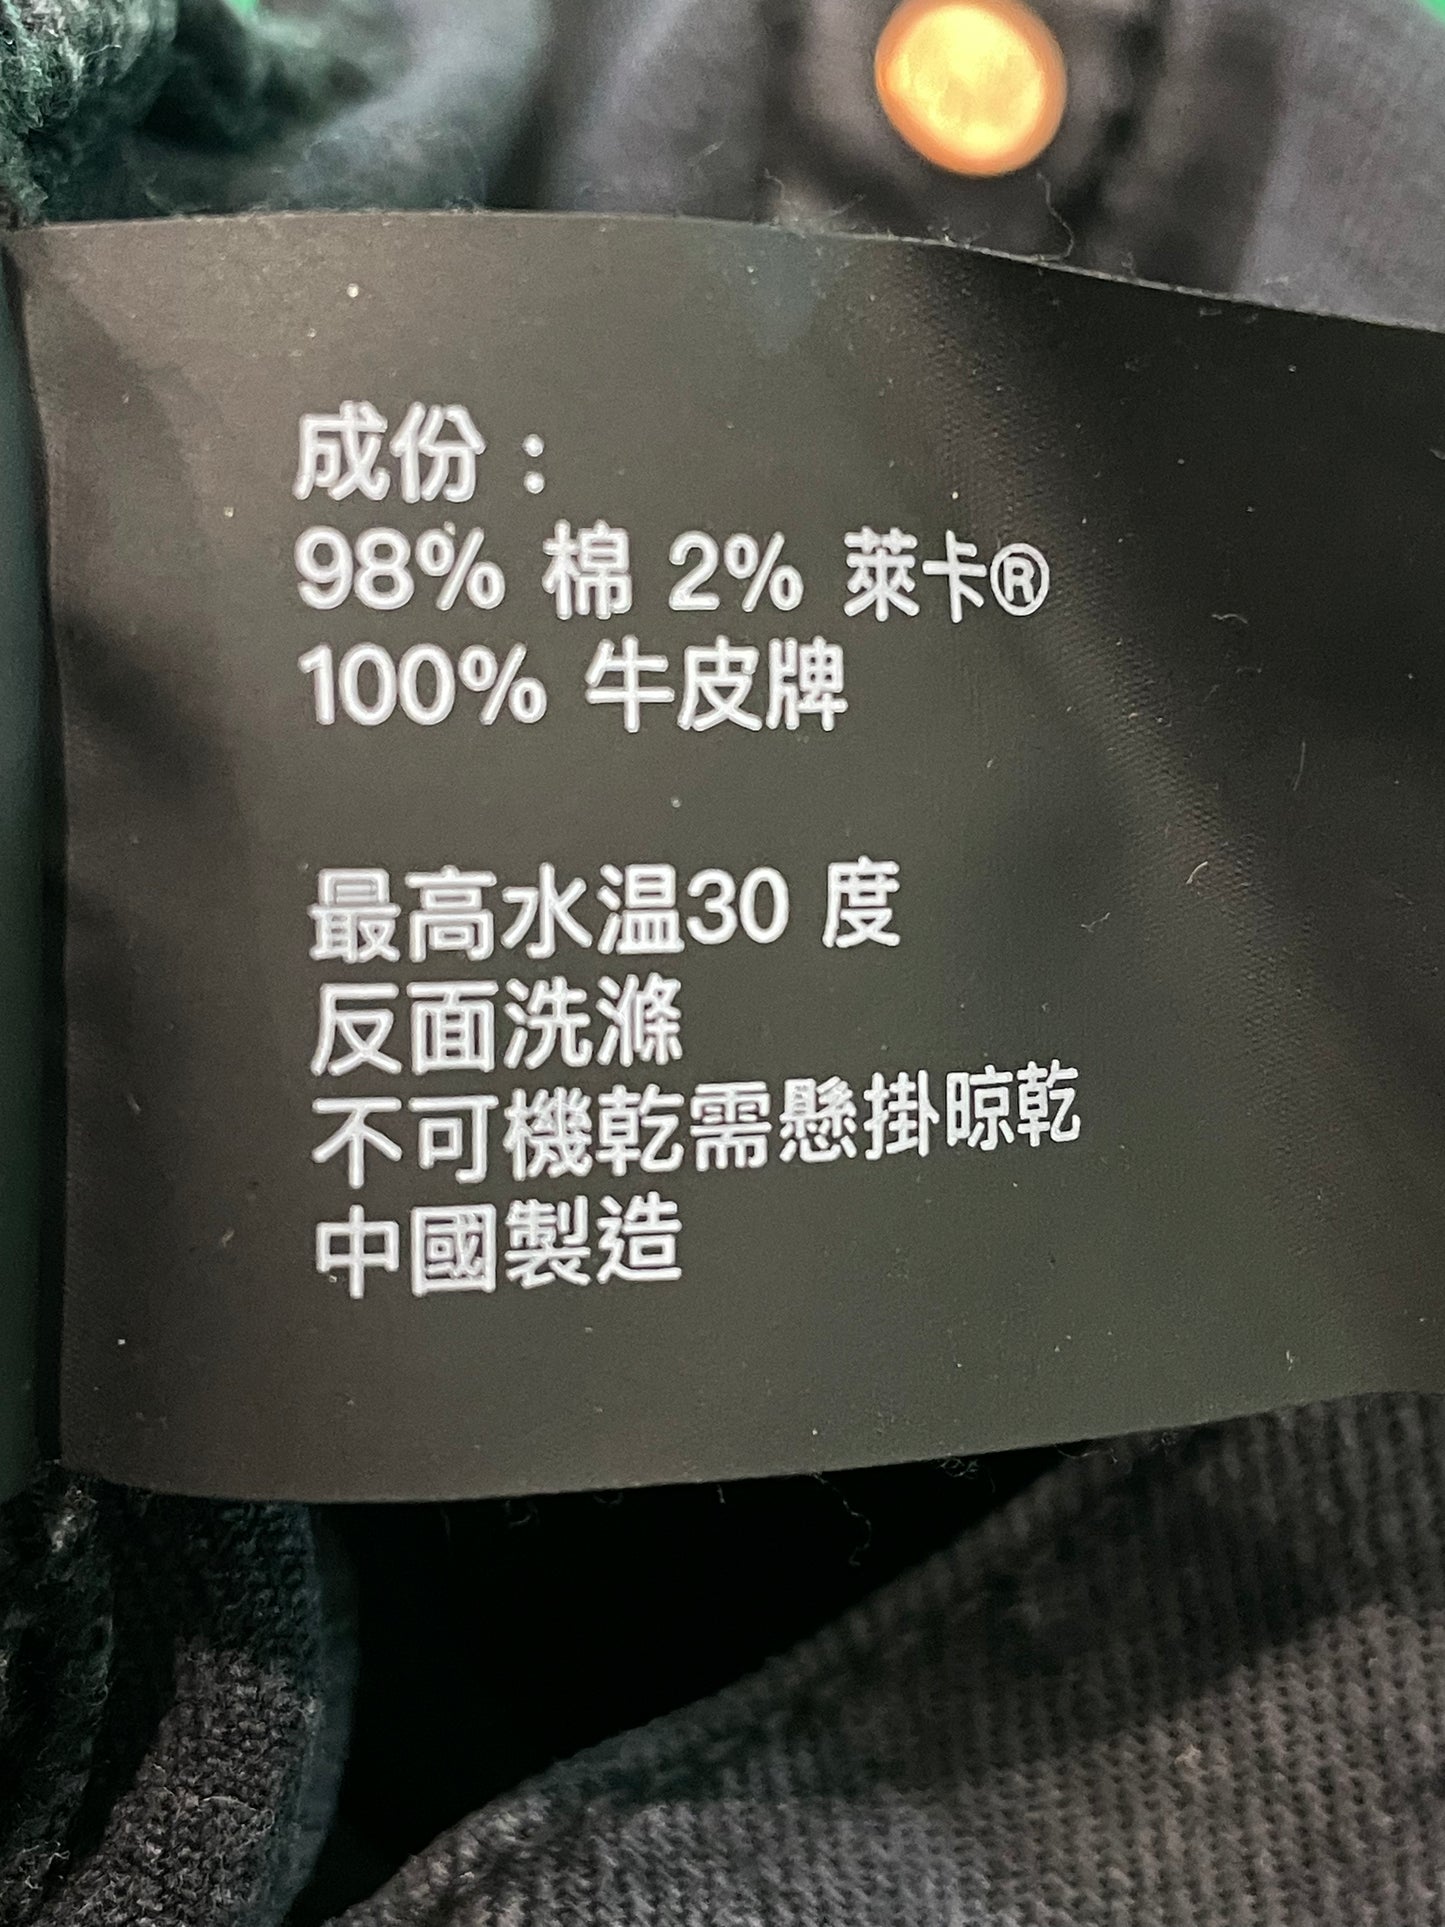 成份：
98% 棉 2% 萊卡®
100% 牛皮牌
最高水温30 度
反面洗滌
不可機乾需懸掛晾乾
中國製造